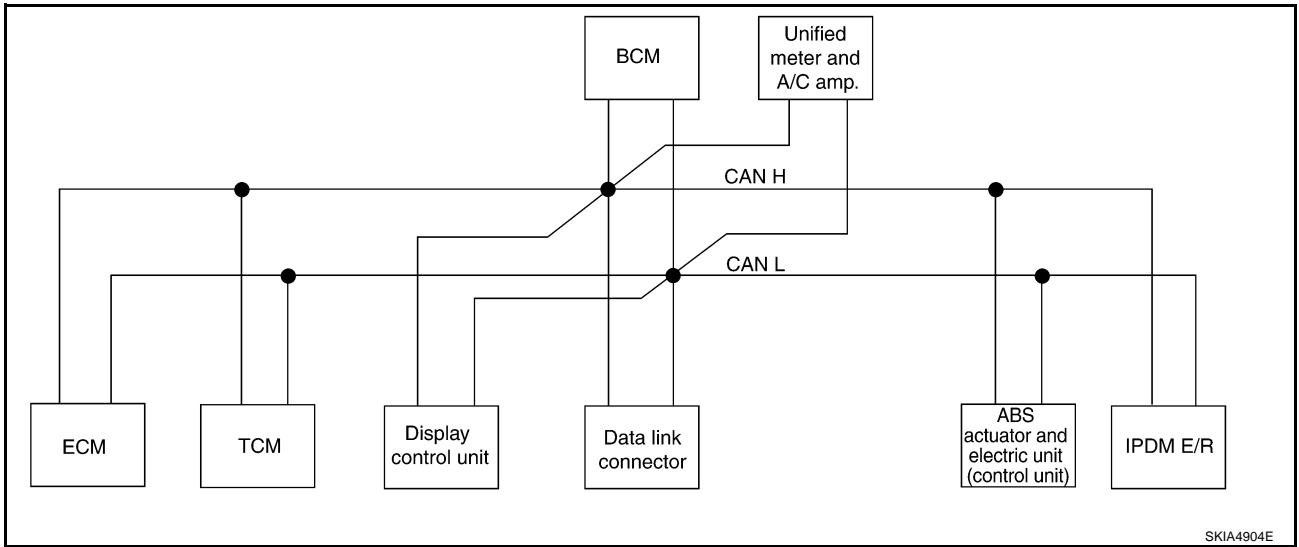 BCM
Unified
meter and
A/C amp.
CAN H
CAN L
ECM
TCM
Display
control unit
Data link
connector
ABS
actuator and
electric unit
(control unit)
IPDM E/R
SKIA4904E